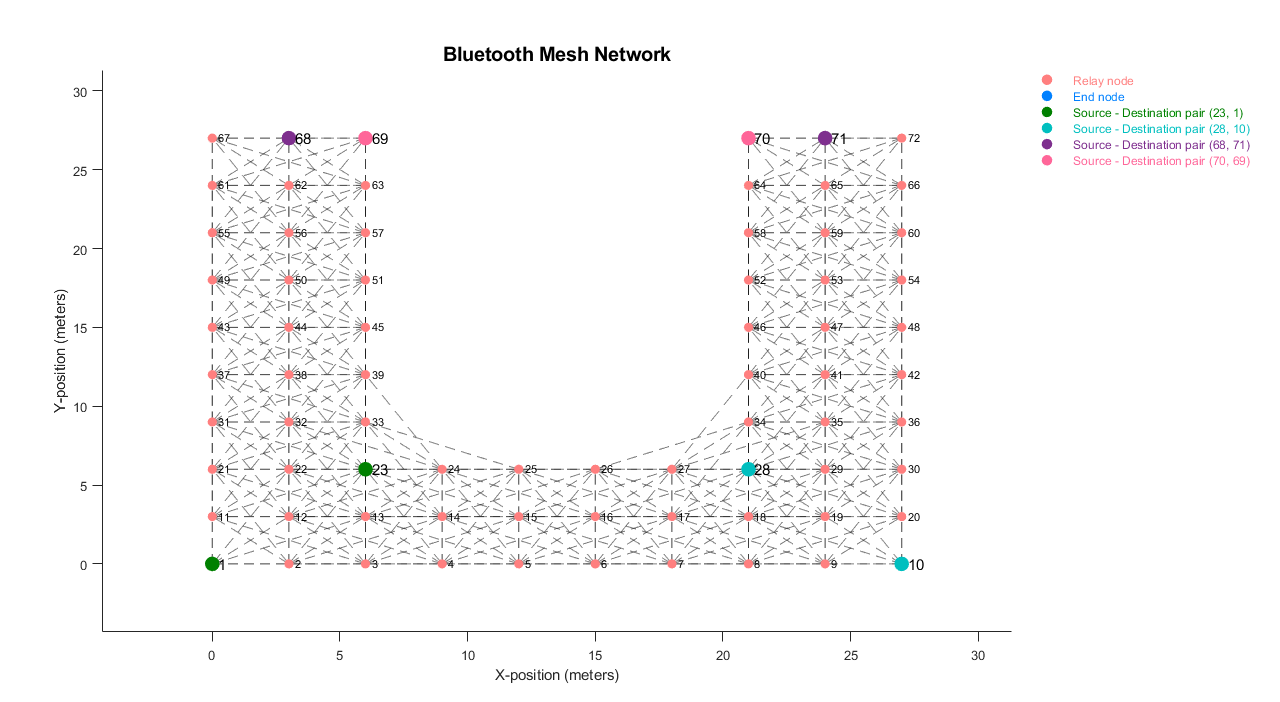 Bluetooth Mesh Network
Relay node
End node
Source - Destination pair (23, 1)
Source - Destination pair (28, 10)
Source - Destination pair (68, 71)
Source - Destination pair (70, 69)
30
25
20
15
10
5
0
Y-position (meters)
67 68 69 70 71 72
61 62 63 64 65 66
55 56 57 58 59 60
49 50 51 52 53 54
43 44 45 46 47 48
37 38 39 40 41 42
31 32 33 34 35 36
21 22 23 24 25 26 27 28 29 30
11 12 13 14 15 16 17 18 19 20
1 2 3 4 5 6 7 8 9 10
0 5 10 15 20 25 30
X-position (meters)